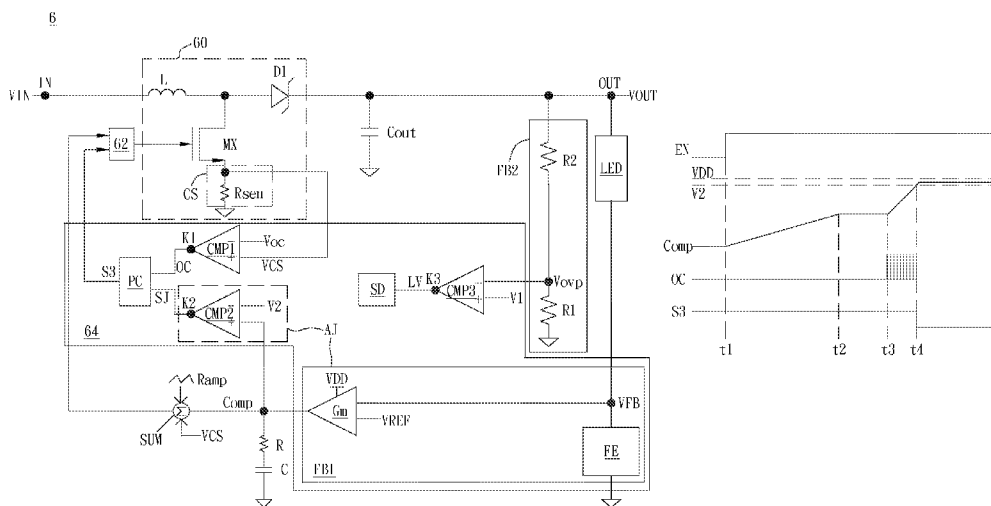 6
60
IN
L
D1
OUT
VIN
VOUT
G2
MX
Cout
FB2
R2
LED
CS
Rsen
EN
VDD
V2
K1
CMP1
Voc
VCS
OC
S3
PC
SJ
K2
CMP2
V2
SD
LV
K3
CMP3
Vovp
V1
R1
Comp
OC
S3
t1
t2
t3
t4
64
AJ
Ramp
SUM
VCS
Comp
VDD
Gm
VREF
VFB
R
C
FB1
FE